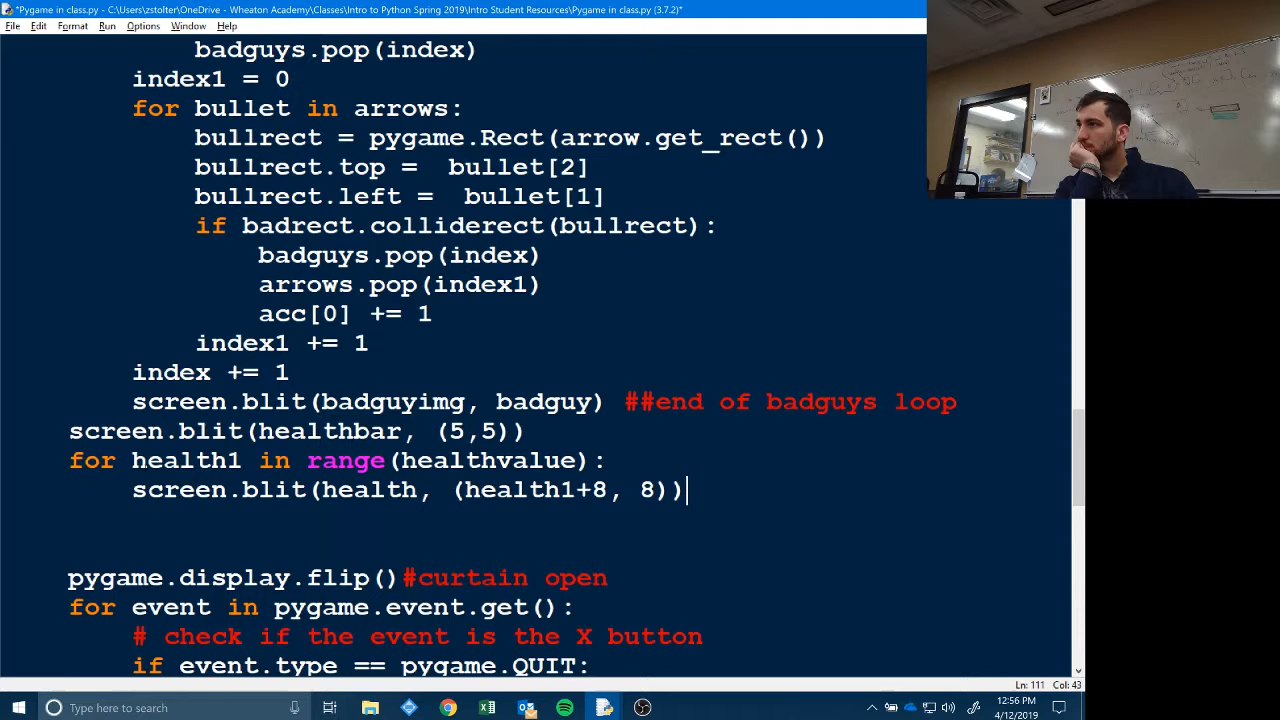 *Pygame in class.py - C:\Users\zstolter\OneDrive - Wheaton Academy\Classes\Intro to Python Spring 2019\Intro Student Resources\Pygame in class.py (3.7.2)*
File Edit Format Run Options Window Help
badguys.pop(index)
index1 = 0
for bullet in arrows:
bullrect = pygame.Rect(arrow.get_rect())
bullrect.top =  bullet[2]
bullrect.left =  bullet[1]
if badrect.colliderect(bullrect):
badguys.pop(index)
arrows.pop(index1)
acc[0] += 1
index1 += 1
index += 1
screen.blit(badguyimg, badguy) ##end of badguys loop
screen.blit(healthbar, (5,5))
for health1 in range(healthvalue):
screen.blit(health, (health1+8, 8))
pygame.display.flip()#curtain open
for event in pygame.event.get():
# check if the event is the X button
if event.type == pygame.QUIT:
Ln: 111 Col: 43
Type here to search
12:56 PM
4/12/2019